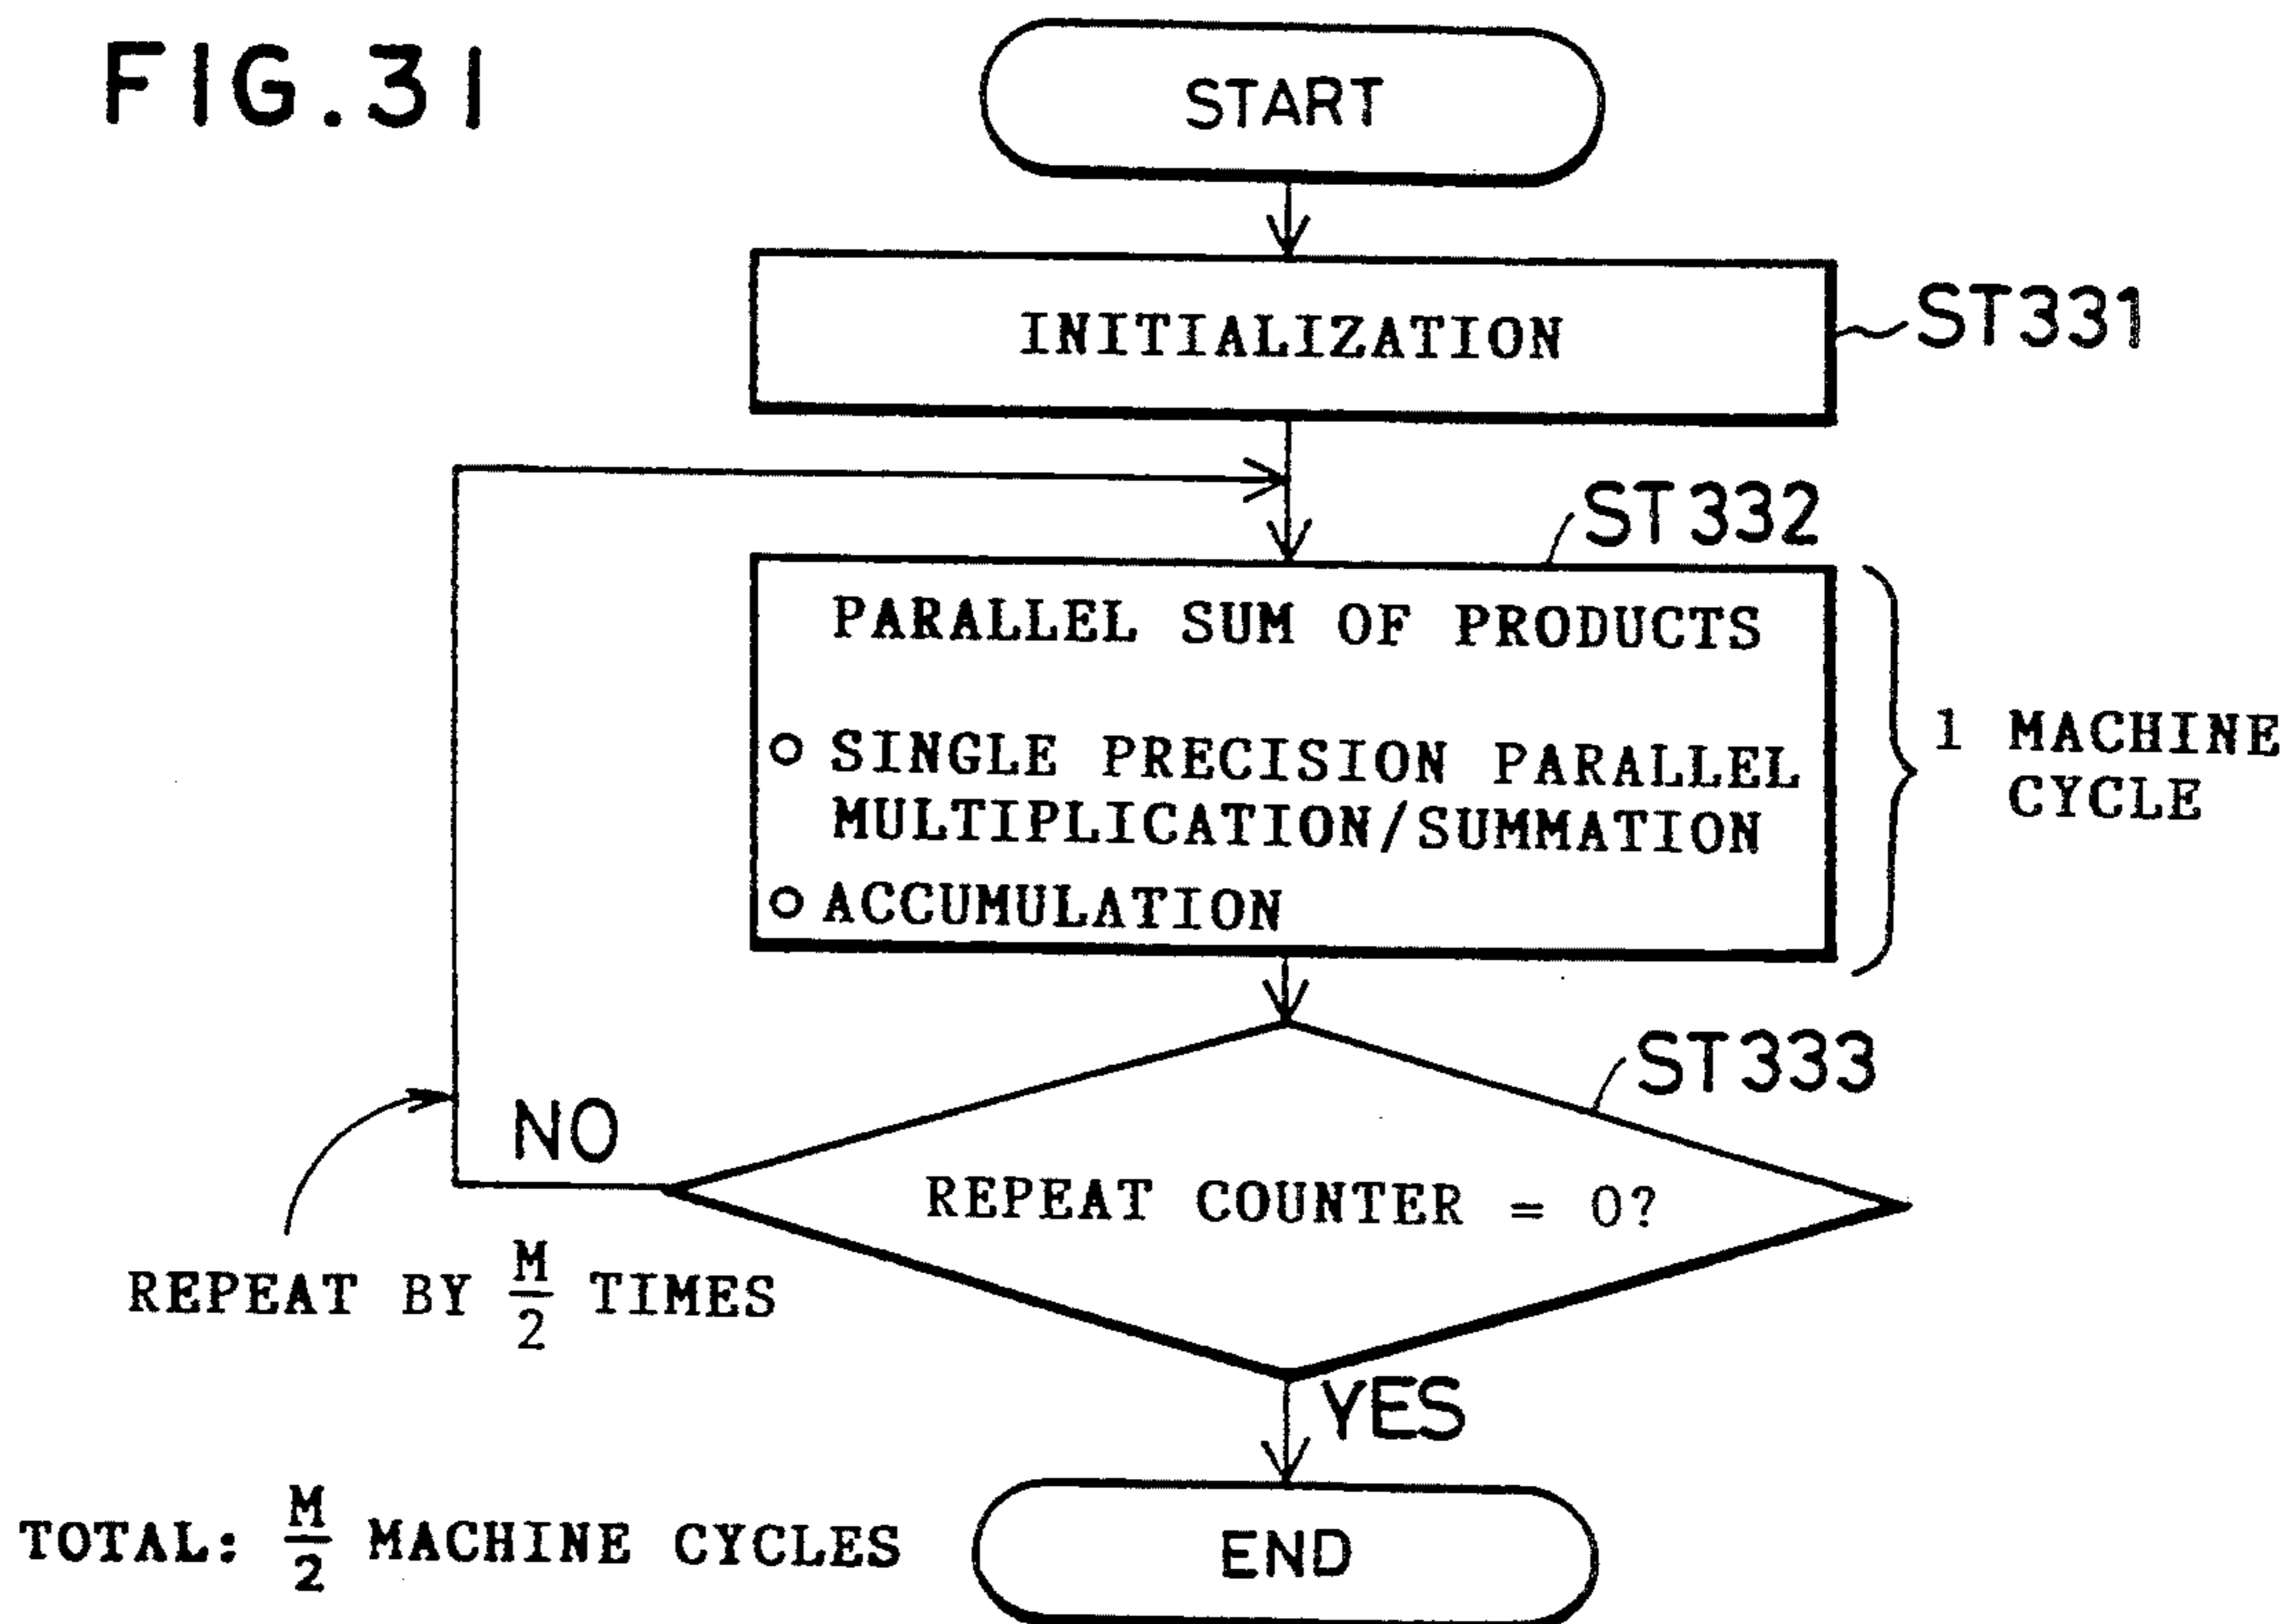 FIG.31
START
INITIALIZATION
ST331
ST332
PARALLEL SUM OF PRODUCTS
○ SINGLE PRECISION PARALLEL
MULTIPLICATION/SUMMATION
○ ACCUMULATION
1 MACHINE
CYCLE
ST333
NO
REPEAT COUNTER = 0?
REPEAT BY M/2 TIMES
YES
TOTAL: M/2 MACHINE CYCLES
END